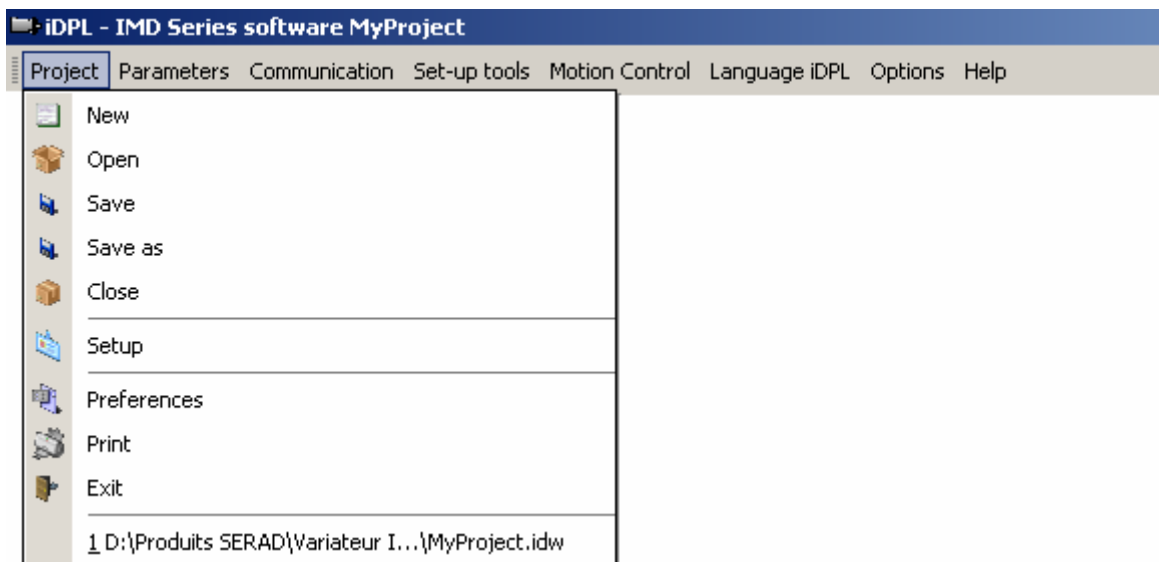 iDPL - IMD Series software MyProject
Project Parameters Communication Set-up tools Motion Control Language iDPL Options Help
New
Open
Save
Save as
Close
Setup
Preferences
Print
Exit
1 D:\Produits SERAD\Variateur I...\MyProject.idw